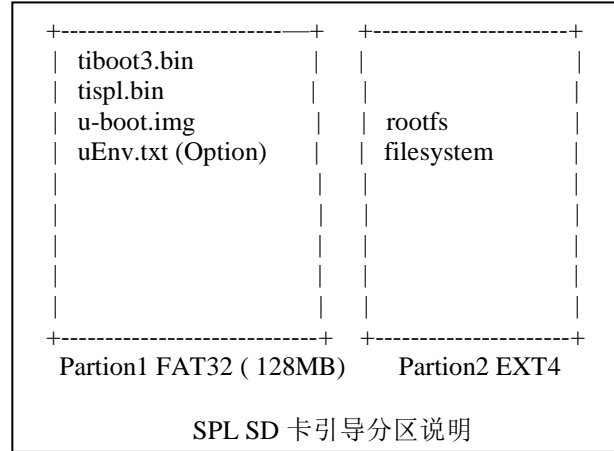 +--------------------------—+ +---------------------+
| tiboot3.bin | | |
| tispl.bin | | |
| u-boot.img | | rootfs |
| uEnv.txt (Option) | | filesystem |
| | | |
| | | |
| | | |
| | | |
| | | |
+---------------------------+ +---------------------+
Partion1 FAT32 ( 128MB) Partion2 EXT4
SPL SD 卡引导分区说明